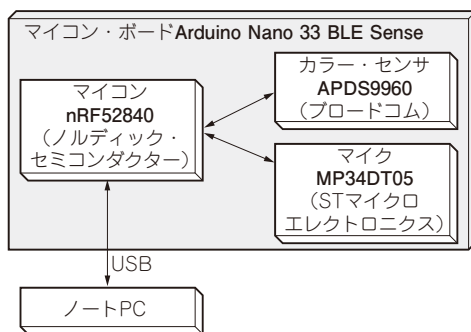 マイコン・ボードArduino Nano 33 BLE Sense
マイコン
nRF52840
(ノルディック・
セミコンダクター)
カラー・センサ
APDS9960
(ブロードコム)
マイク
MP34DT05
(STマイクロ
エレクトロニクス)
USB
ノートPC